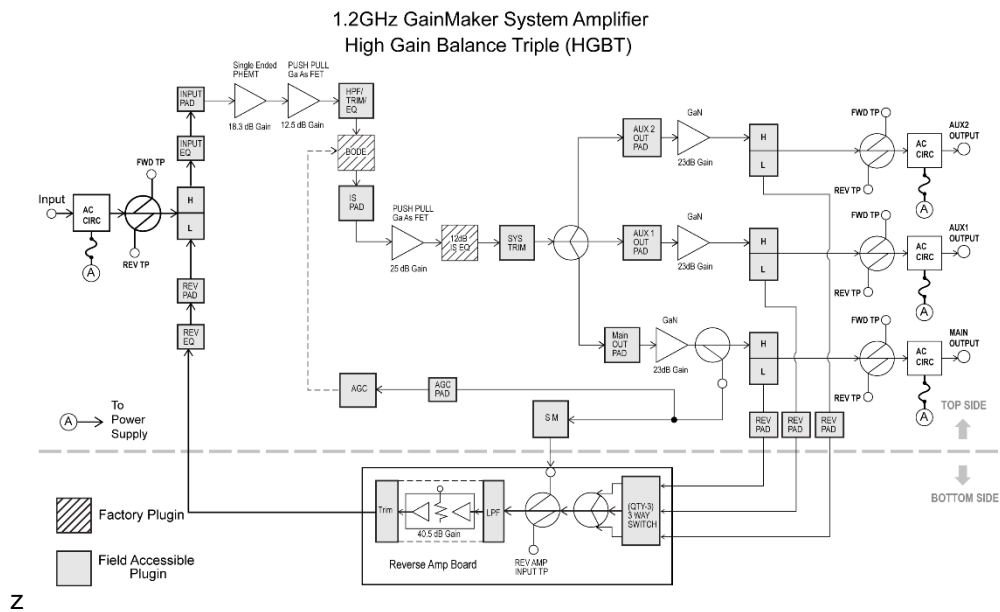 1.2GHz GainMaker System Amplifier
High Gain Balance Triple (HGBT)
Single Ended
PHEMT
PUSH PULL
Ga As FET
INPUT
PAD
18.3 dB Gain
12.5 dB Gain
HPF/
TRIM/
EQ
INPUT
EQ
BODE
FWD TP
Input
AC
CIRC
A
REV TP
H
L
IS
PAD
REV
PAD
REV
EQ
PUSH PULL
Ga As FET
25 dB Gain
12dB
IS EQ
SYS
TRIM
AUX 2
OUT
PAD
GaN
23dB Gain
H
L
FWD TP
REV TP
AC
CIRC
A
AUX2
OUTPUT
AUX 1
OUT
PAD
GaN
23dB Gain
H
L
FWD TP
REV TP
AC
CIRC
A
AUX1
OUTPUT
Main
OUT
PAD
GaN
23dB Gain
H
L
FWD TP
REV TP
AC
CIRC
A
MAIN
OUTPUT
AGC
AGC
PAD
S M
REV
PAD
REV
PAD
REV
PAD
A
To
Power
Supply
TOP SIDE
BOTTOM SIDE
Factory Plugin
Field Accessible
Plugin
Trim
40.5 dB Gain
LPF
(QTY-3)
3 WAY
SWITCH
REV AMP
INPUT TP
Reverse Amp Board
z